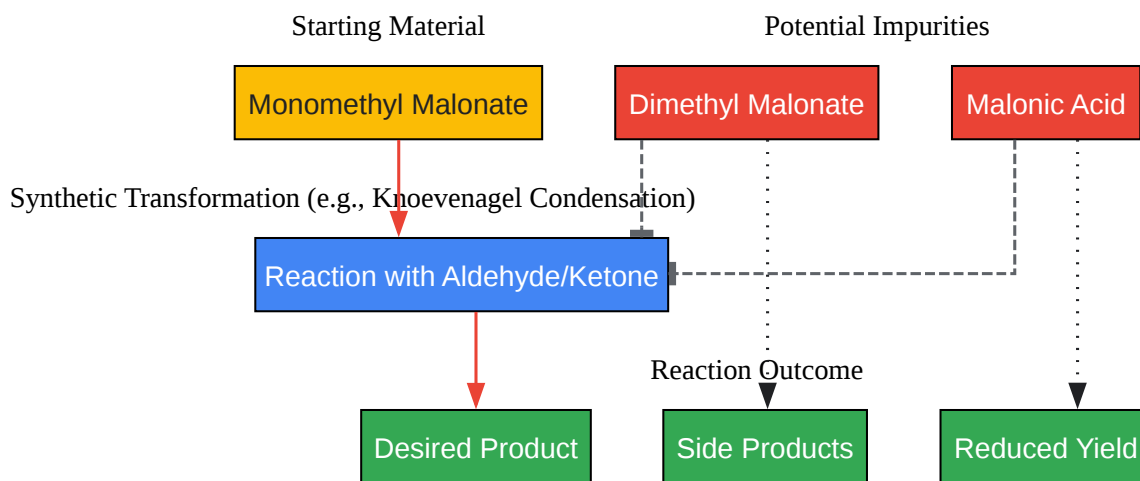 Starting Material
Potential Impurities
Monomethyl Malonate
Dimethyl Malonate
Malonic Acid
Synthetic Transformation (e.g., Knoevenagel Condensation)
Reaction with Aldehyde/Ketone
Reaction Outcome
Desired Product
Side Products
Reduced Yield